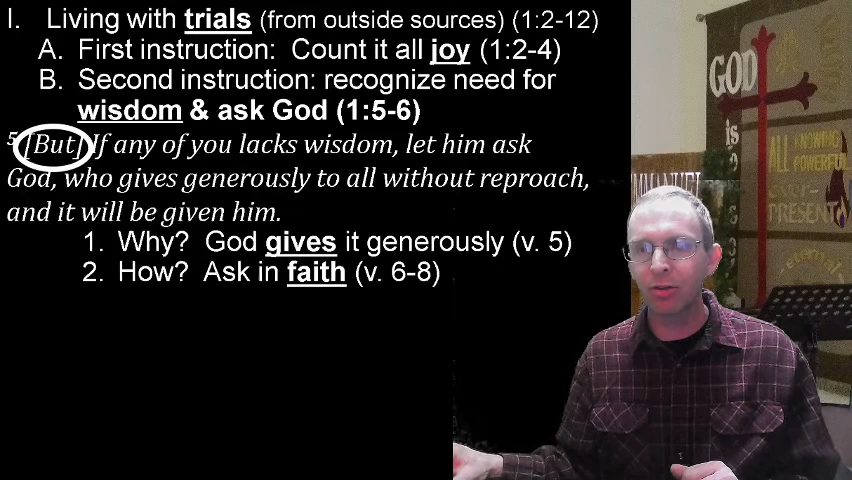 I. Living with trials (from outside sources) (1:2-12)
A. First instruction: Count it all joy (1:2-4)
B. Second instruction: recognize need for
wisdom & ask God (1:5-6)
5 [But] If any of you lacks wisdom, let him ask
God, who gives generously to all without reproach,
and it will be given him.
1. Why? God gives it generously (v. 5)
2. How? Ask in faith (v. 6-8)
GOD
is
ALL KNOWING
POWERFUL
ever-
PRESENT
eternal